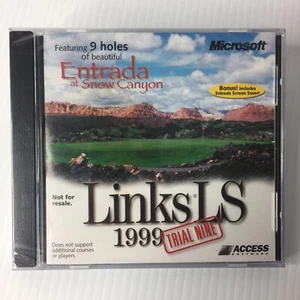 Featuring 9 holes
of beautiful
Entrada
at Snow Canyon
Microsoft
Bonus! includes
Entrada Screen Saver!
Not for
resale.
Links LS
1999
TRIAL NINE
Does not support
additional courses
or players.
ACCESS
SOFTWARE